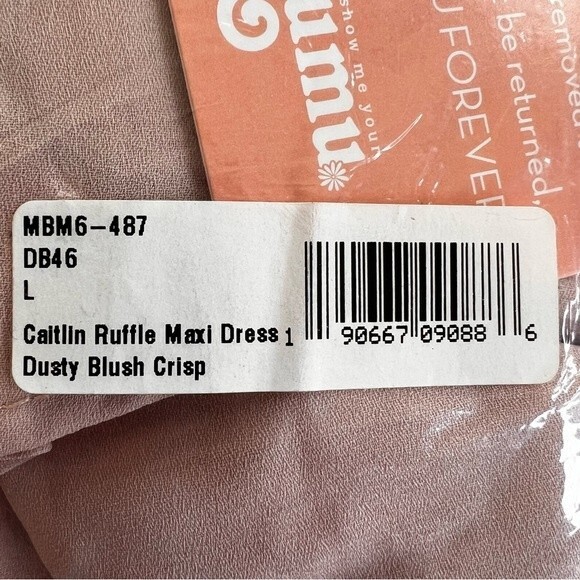 show me your
mumu
removed.
be returned,
U FOREVER
MBM6-487
DB46
L
Caitlin Ruffle Maxi Dress
Dusty Blush Crisp
1 90667 09088 6